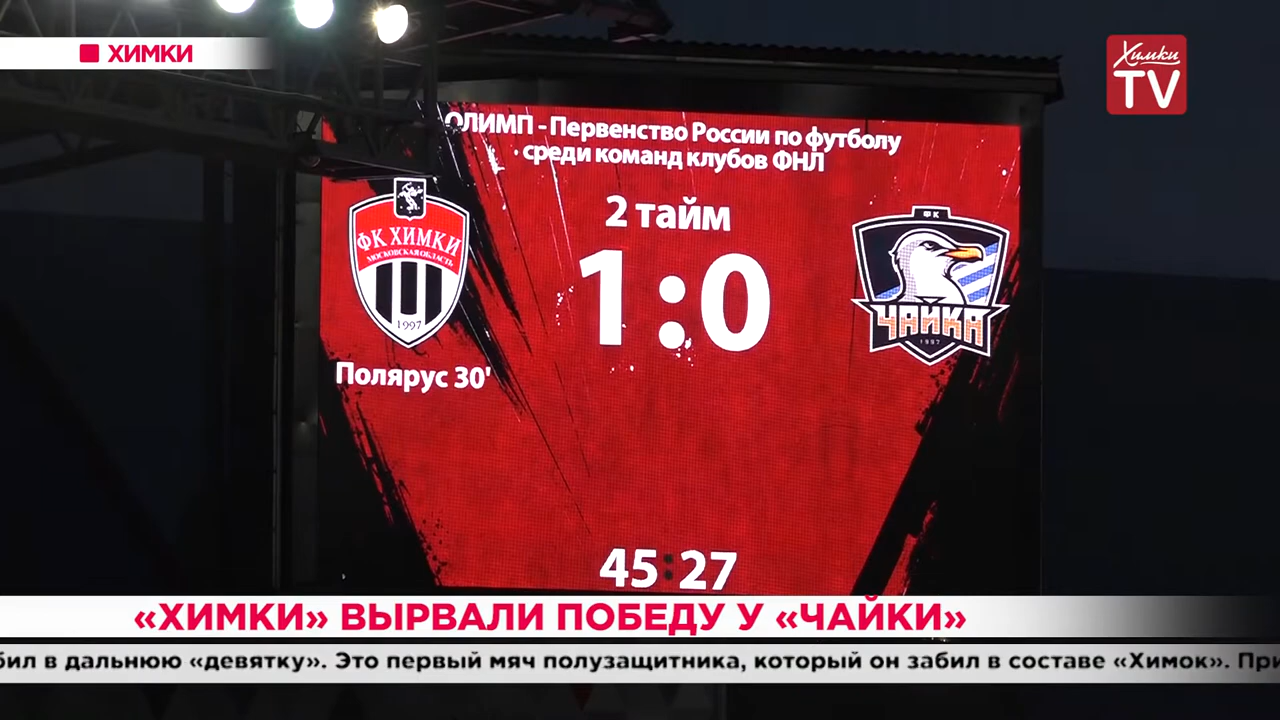 ХИМКИ
Химки
TV
ОЛИМП - Первенство России по футболу
среди команд клубов ФНЛ
2 тайм
1:0
ФК ХИМКИ
МОСКОВСКАЯ ОБЛАСТЬ
1997
ФК
ЧАЙКА
1997
Полярус 30'
45:27
«ХИМКИ» ВЫРВАЛИ ПОБЕДУ У «ЧАЙКИ»
в дальнюю «девятку». Это первый мяч полузащитника, который он забил в составе «Химок».